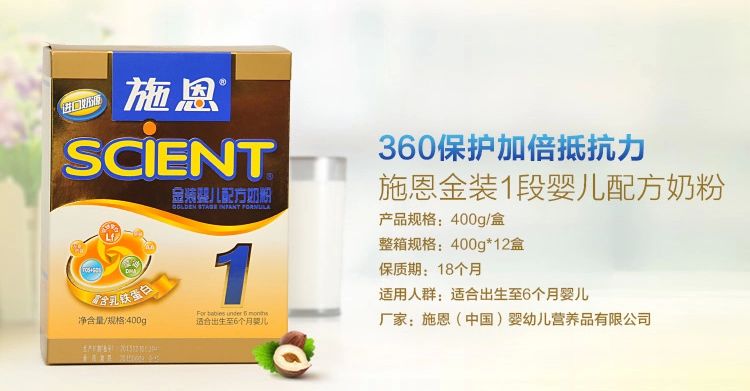 施恩®
进口奶源
SCIENT®
金装婴儿配方奶粉
GOLDEN STAGE INFANT FORMULA
Lf
FOS+GOS
DHA
富含乳铁蛋白
1
For babies under 6 months
净含量/规格:400g
适合出生至6个月婴儿
360保护加倍抵抗力
施恩金装1段婴儿配方奶粉
产品规格：400g/盒
整箱规格：400g*12盒
保质期：18个月
适用人群：适合出生至6个月婴儿
厂家：施恩（中国）婴幼儿营养品有限公司